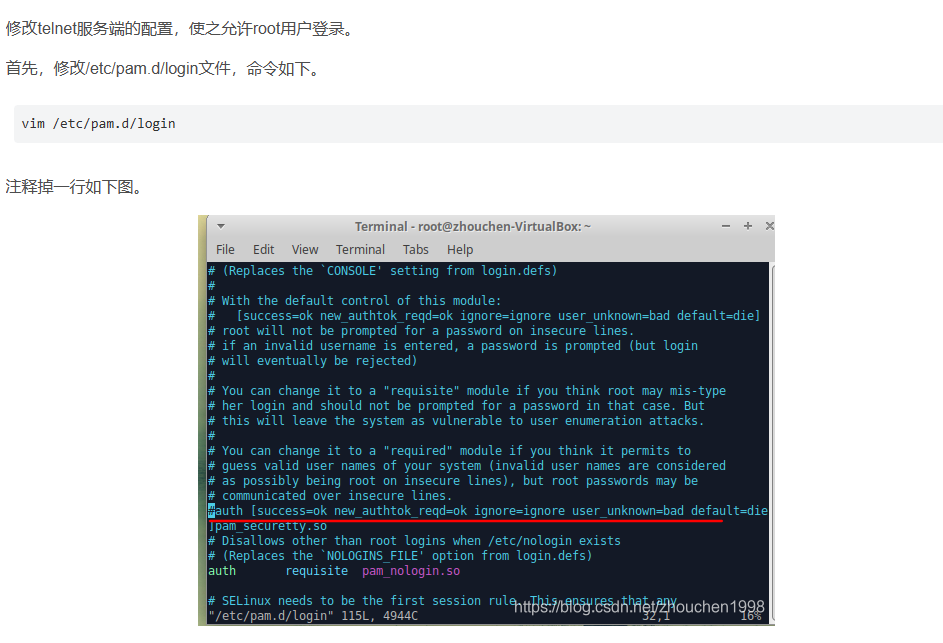 修改telnet服务端的配置，使之允许root用户登录。
首先，修改/etc/pam.d/login文件，命令如下。
vim /etc/pam.d/login
注释掉一行如下图。
Terminal - root@zhouchen-VirtualBox: ~
File Edit View Terminal Tabs Help
# (Replaces the `CONSOLE' setting from login.defs)
#
# With the default control of this module:
#   [success=ok new_authtok_reqd=ok ignore=ignore user_unknown=bad default=die]
# root will not be prompted for a password on insecure lines.
# if an invalid username is entered, a password is prompted (but login
# will eventually be rejected)
#
# You can change it to a "requisite" module if you think root may mis-type
# her login and should not be prompted for a password in that case. But
# this will leave the system as vulnerable to user enumeration attacks.
#
# You can change it to a "required" module if you think it permits to
# guess valid user names of your system (invalid user names are considered
# as possibly being root on insecure lines), but root passwords may be
# communicated over insecure lines.
#auth [success=ok new_authtok_reqd=ok ignore=ignore user_unknown=bad default=die
]pam_securetty.so
# Disallows other than root logins when /etc/nologin exists
# (Replaces the `NOLOGINS_FILE' option from login.defs)
auth       requisite  pam_nologin.so
# SELinux needs to be the first session rule. This ensures that any
https://blog.csdn.net/zhouchen1998
"/etc/pam.d/login" 115L, 4944C 32,1 16%